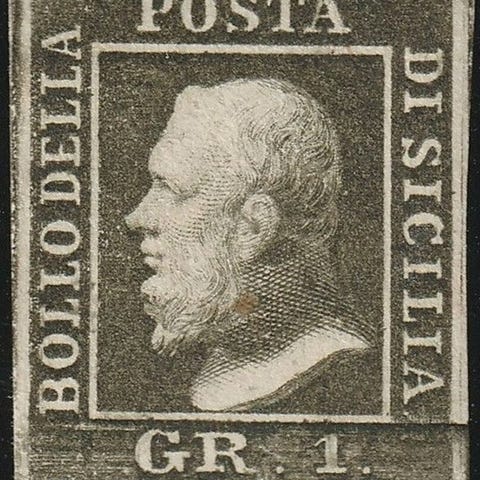 BOLLO DELLA
POSTA
DI SICILIA
GR. 1.